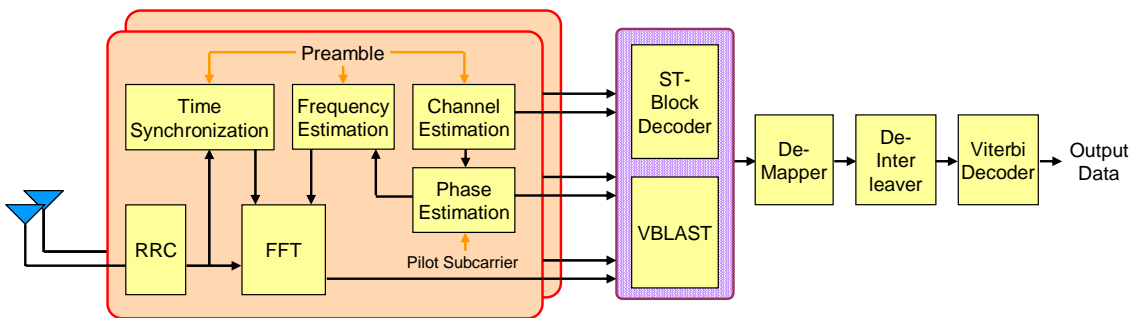 Preamble
Time
Synchronization
Frequency
Estimation
Channel
Estimation
Phase
Estimation
Pilot Subcarrier
RRC
FFT
ST-
Block
Decoder
VBLAST
De-
Mapper
De-
Inter
leaver
Viterbi
Decoder
Output
Data